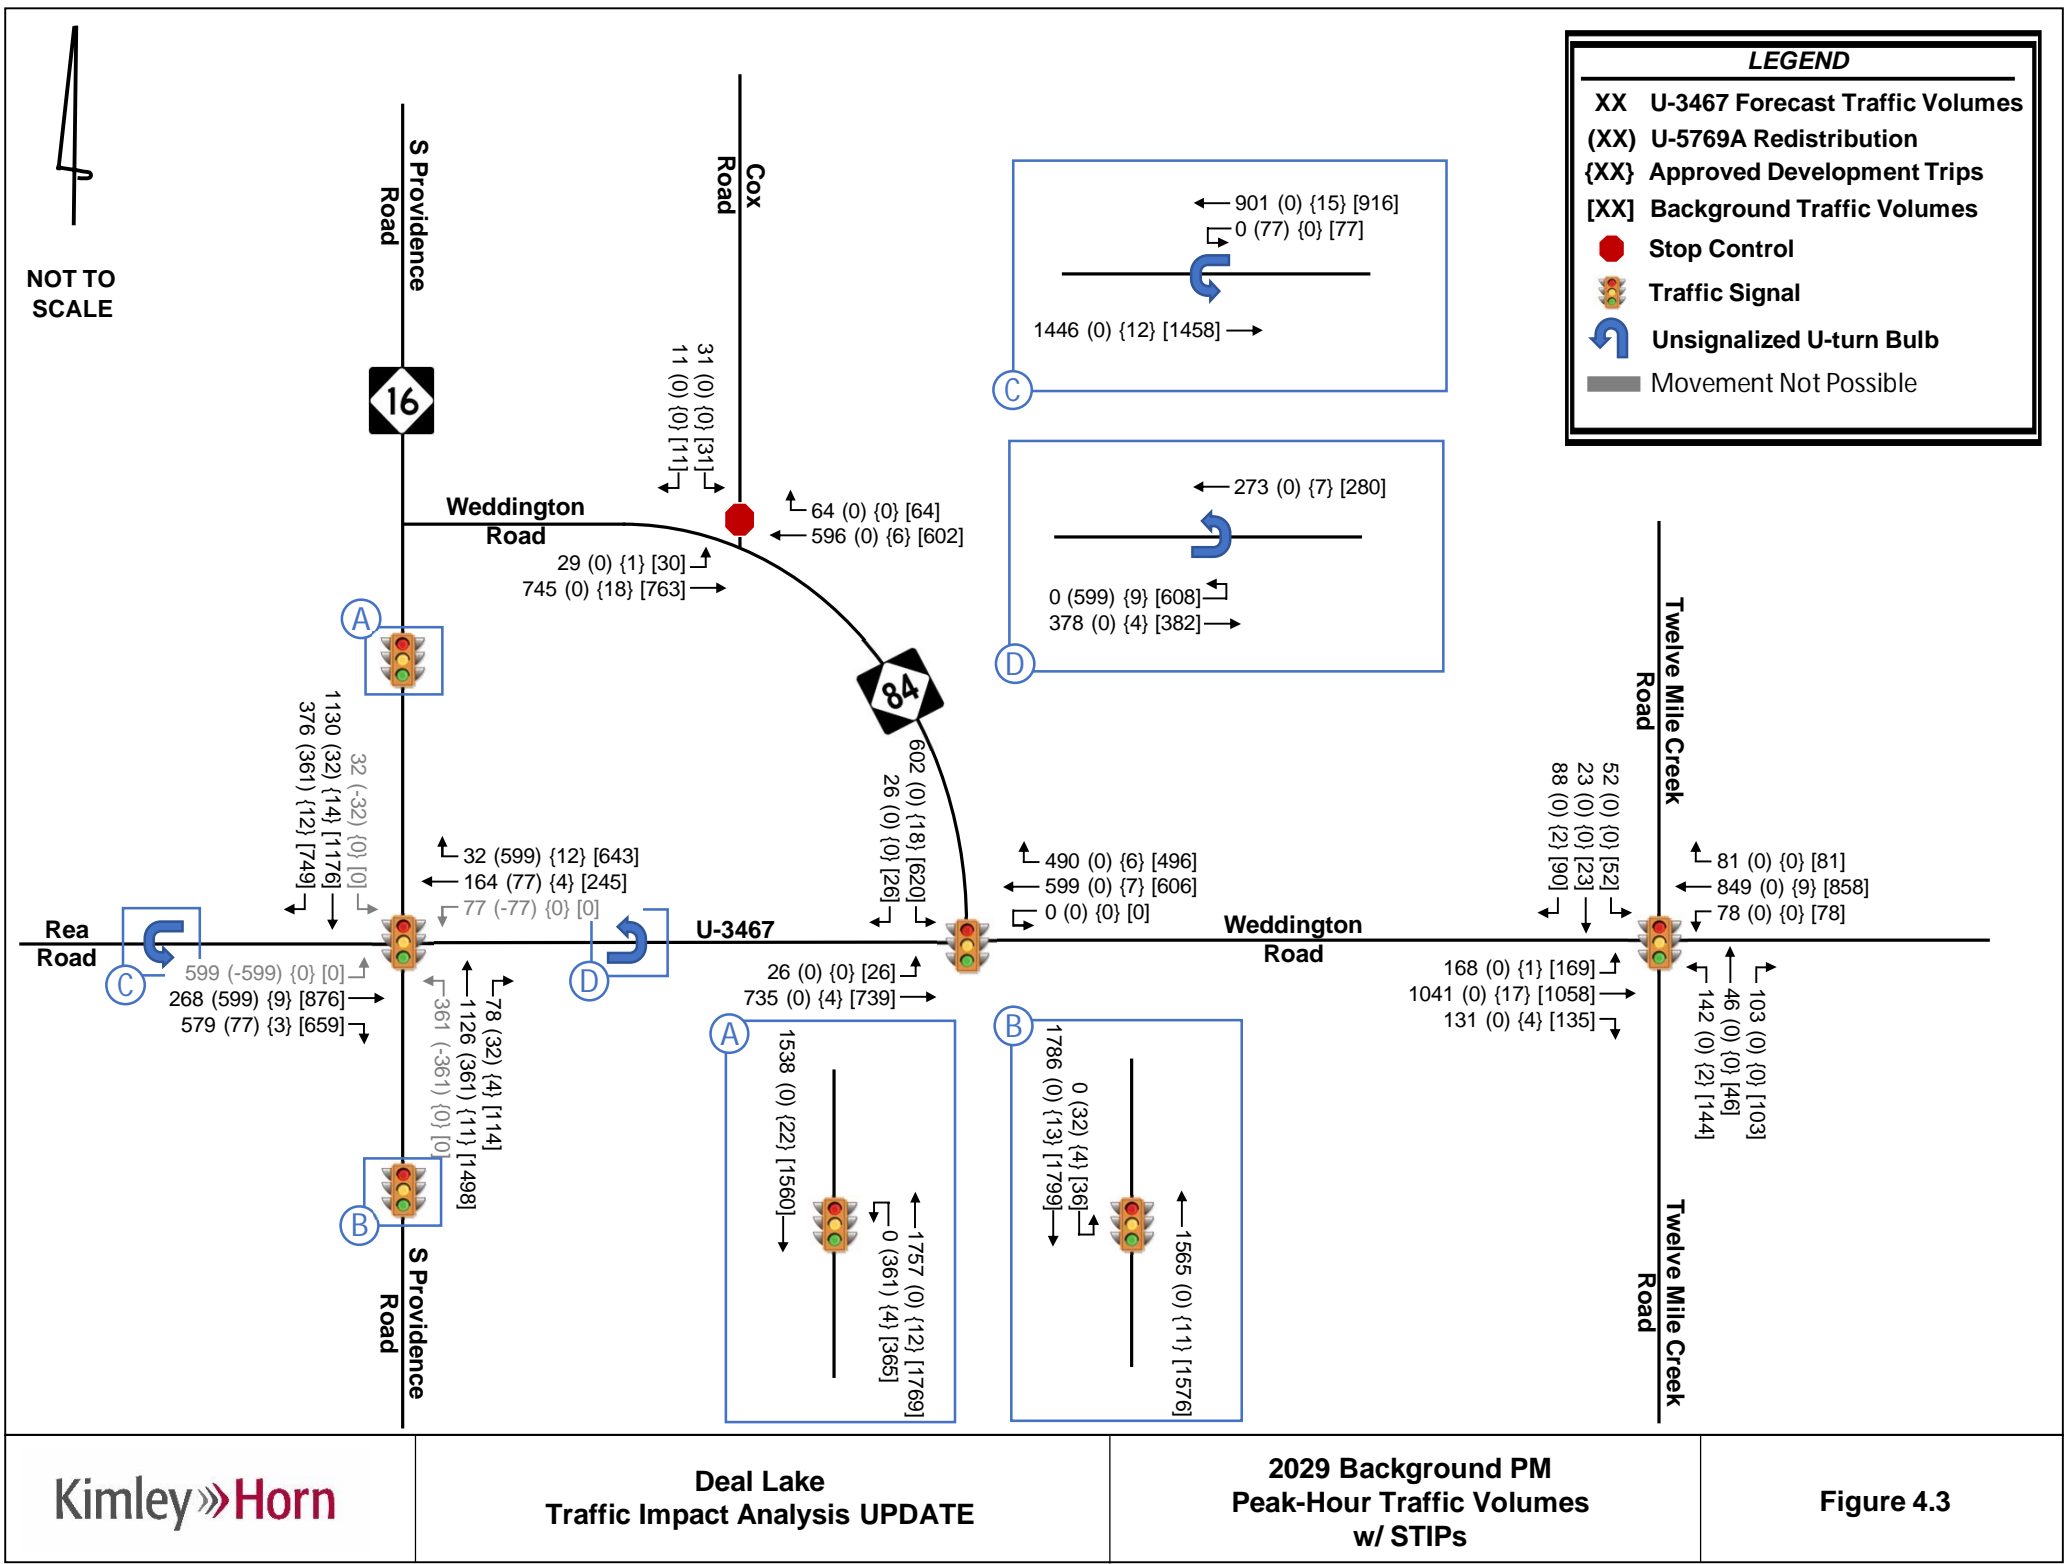 NOT TO
SCALE
S Providence
Road
16
Cox
Road
901 (0) {15} [916]
0 (77) {0} [77]
1446 (0) {12} [1458]
C
LEGEND
XX U-3467 Forecast Traffic Volumes
(XX) U-5769A Redistribution
{XX} Approved Development Trips
[XX] Background Traffic Volumes
Stop Control
Traffic Signal
Unsignalized U-turn Bulb
Movement Not Possible
31 (0) {0} [31]
11 (0) {0} [11]
Weddington
Road
64 (0) {0} [64]
596 (0) {6} [602]
29 (0) {1} [30]
745 (0) {18} [763]
273 (0) {7} [280]
0 (599) {9} [608]
378 (0) {4} [382]
D
A
84
Twelve Mile Creek
Road
32 (-32) {0} [0]
1130 (32) {14} [1176]
376 (361) {12} [749]
32 (599) {12} [643]
164 (77) {4} [245]
77 (-77) {0} [0]
602 (0) {18} [620]
26 (0) {0} [26]
490 (0) {6} [496]
599 (0) {7} [606]
0 (0) {0} [0]
52 (0) {0} [52]
23 (0) {0} [23]
88 (0) {2} [90]
81 (0) {0} [81]
849 (0) {9} [858]
78 (0) {0} [78]
Rea
Road
C
U-3467
D
Weddington
Road
599 (-599) {0} [0]
268 (599) {9} [876]
579 (77) {3} [659]
78 (32) {4} [114]
1126 (361) {11} [1498]
361 (-361) {0} [0]
26 (0) {0} [26]
735 (0) {4} [739]
168 (0) {1} [169]
1041 (0) {17} [1058]
131 (0) {4} [135]
103 (0) {0} [103]
46 (0) {0} [46]
142 (0) {2} [144]
B
S Providence
Road
A
1538 (0) {22} [1560]
1757 (0) {12} [1769]
0 (361) {4} [365]
B
0 (32) {4} [36]
1786 (0) {13} [1799]
1565 (0) {11} [1576]
Twelve Mile Creek
Road
Kimley»Horn
Deal Lake
Traffic Impact Analysis UPDATE
2029 Background PM
Peak-Hour Traffic Volumes
w/ STIPs
Figure 4.3